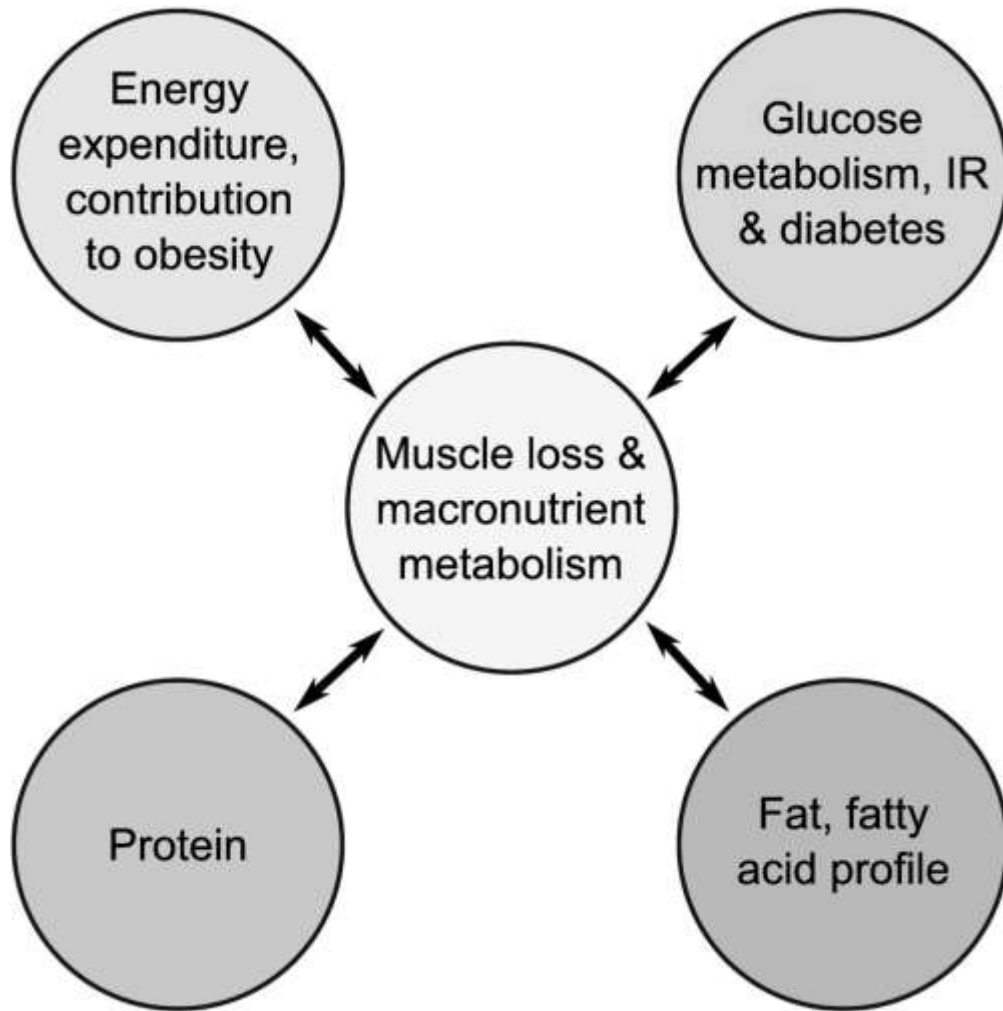 Energy
expenditure,
contribution
to obesity
Glucose
metabolism, IR
& diabetes
Muscle loss &
macronutrient
metabolism
Protein
Fat, fatty
acid profile